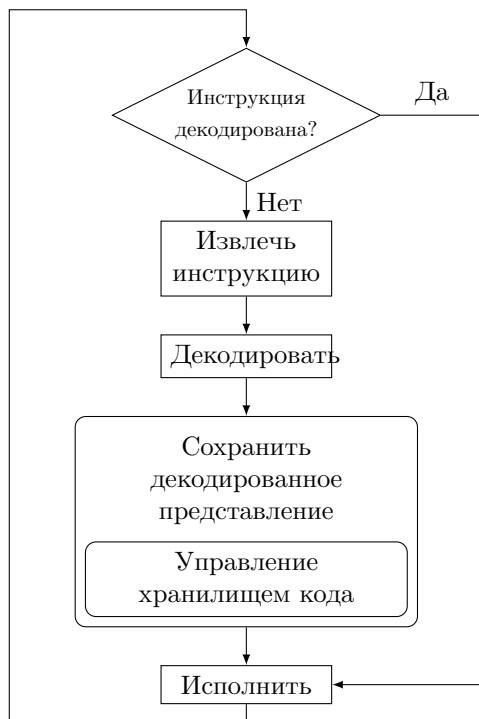 Инструкция
декодирована?
Да
Нет
Извлечь
инструкцию
Декодировать
Сохранить
декодированное
представление
Управление
хранилищем кода
Исполнить